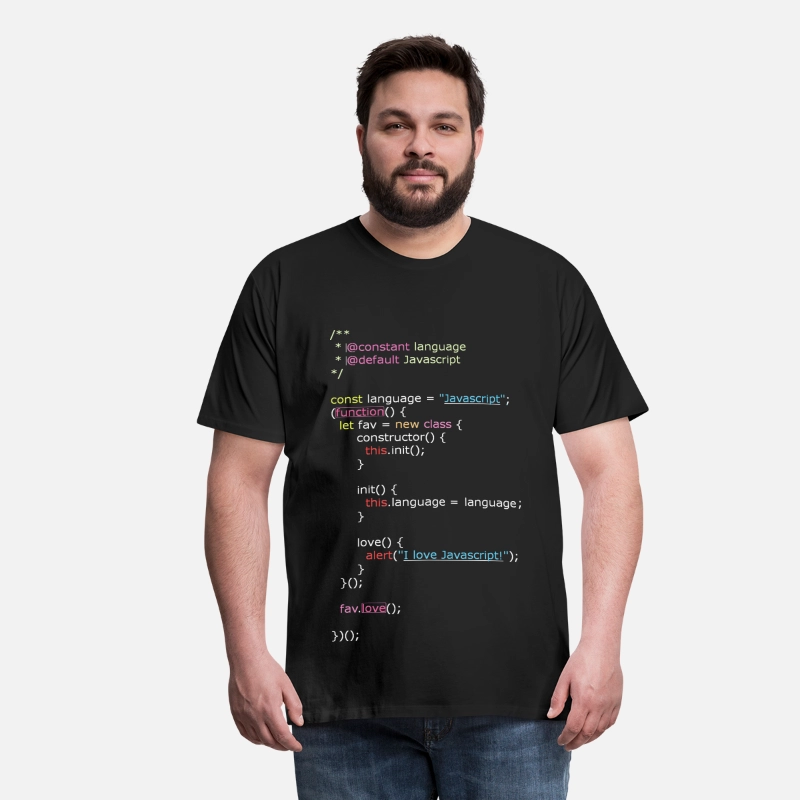 /**
* @constant language
* @default Javascript
*/
const language = "Javascript";
(function() {
let fav = new class {
constructor() {
this.init();
}
init() {
this.language = language;
}
love() {
alert("I love Javascript!");
}
}();
fav.love();
})();